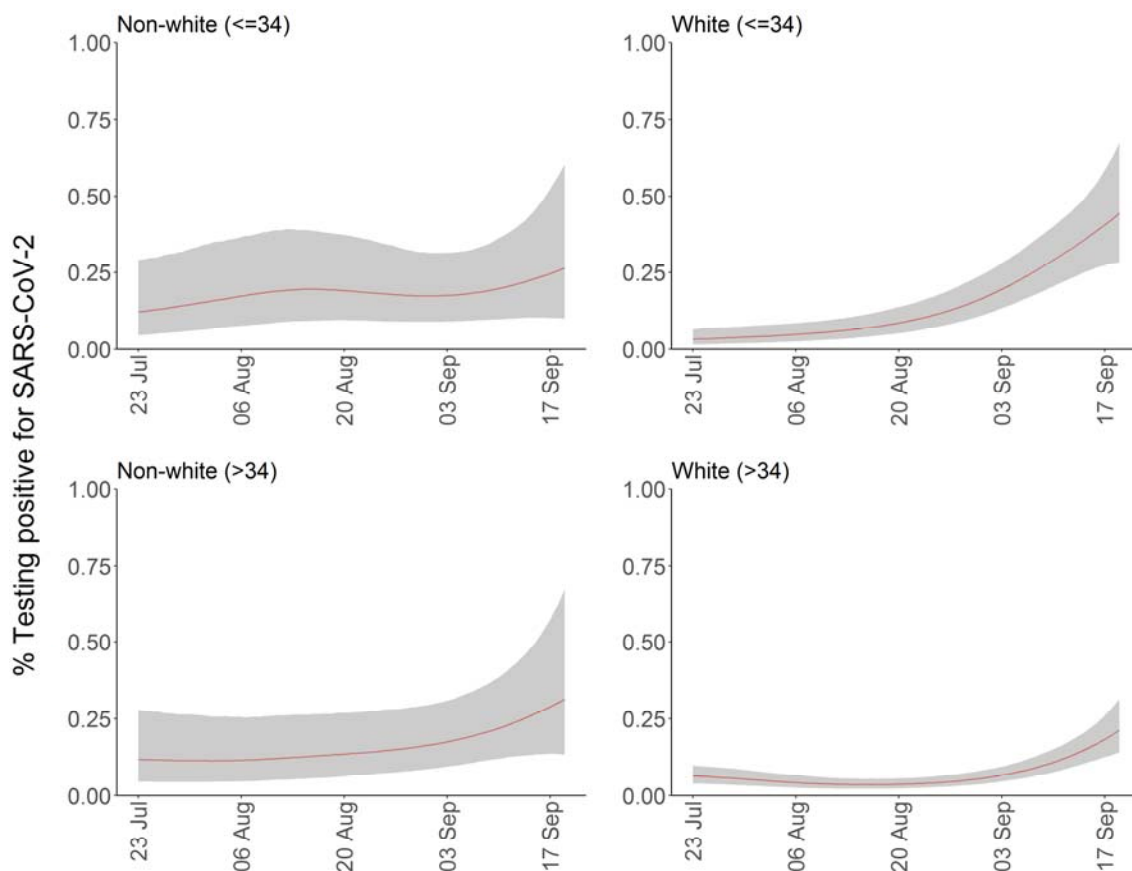 % Testing positive for SARS-CoV-2
Non-white (<=34)
1.00
0.75
0.50
0.25
0.00
23 Jul
06 Aug
20 Aug
03 Sep
17 Sep
White (<=34)
1.00
0.75
0.50
0.25
0.00
23 Jul
06 Aug
20 Aug
03 Sep
17 Sep
Non-white (>34)
1.00
0.75
0.50
0.25
0.00
23 Jul
06 Aug
20 Aug
03 Sep
17 Sep
White (>34)
1.00
0.75
0.50
0.25
0.00
23 Jul
06 Aug
20 Aug
03 Sep
17 Sep